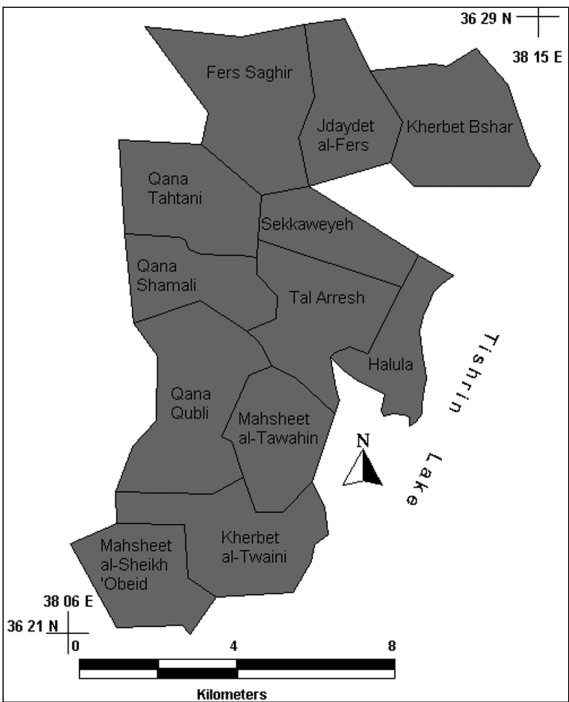 36 29 N
38 15 E
Fers Saghir
Jdaydet
al-Fers
Kherbet Bshar
Qana
Tahtani
Sekkaweyeh
Qana
Shamali
Tal Arresh
Halula
Tishrin
Lake
Qana
Qubli
Mahsheet
al-Tawahin
N
Kherbet
al-Twaini
Mahsheet
al-Sheikh
'Obeid
38 06 E
36 21 N
0 4 8
Kilometers